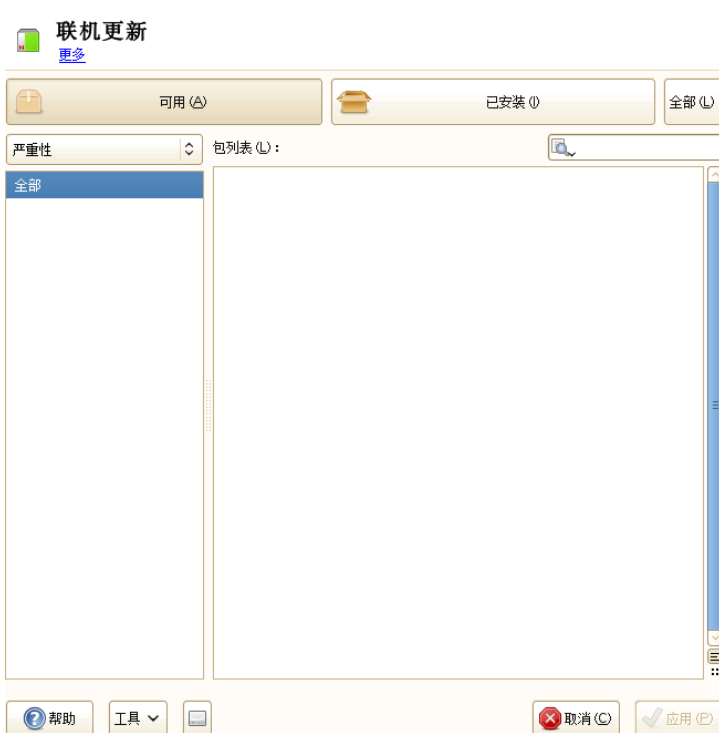 联机更新
更多
可用 (A)
已安装 (I)
全部 (L)
严重性
包列表 (L)：
全部
帮助
工具
取消 (C)
应用 (P)